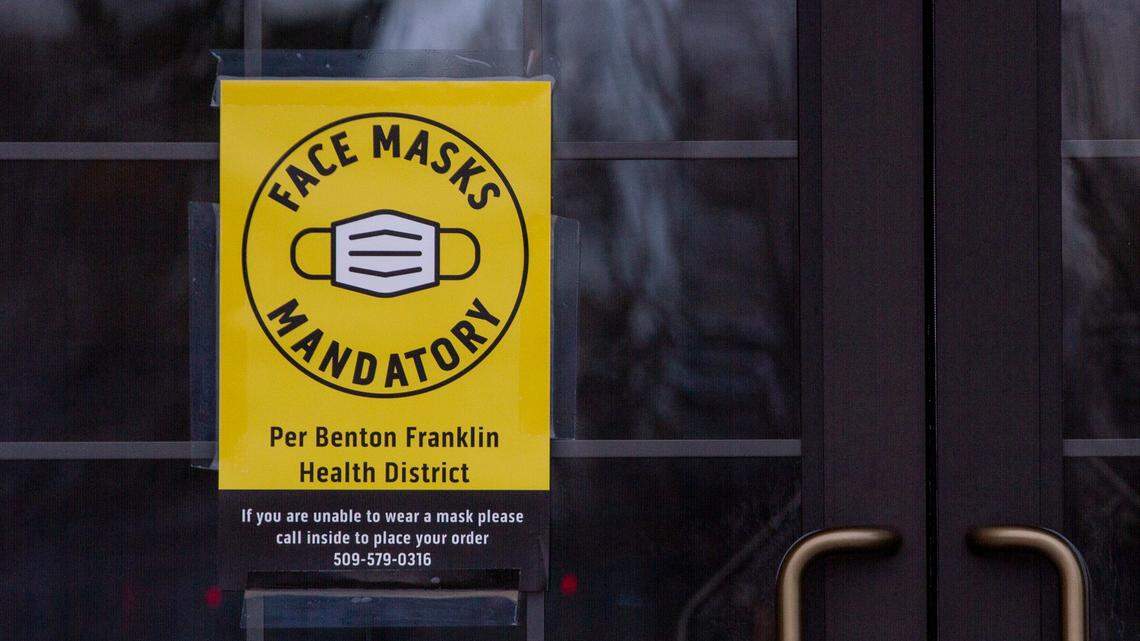 FACE MASKS
MANDATORY
Per Benton Franklin
Health District
If you are unable to wear a mask please
call inside to place your order
509-579-0316